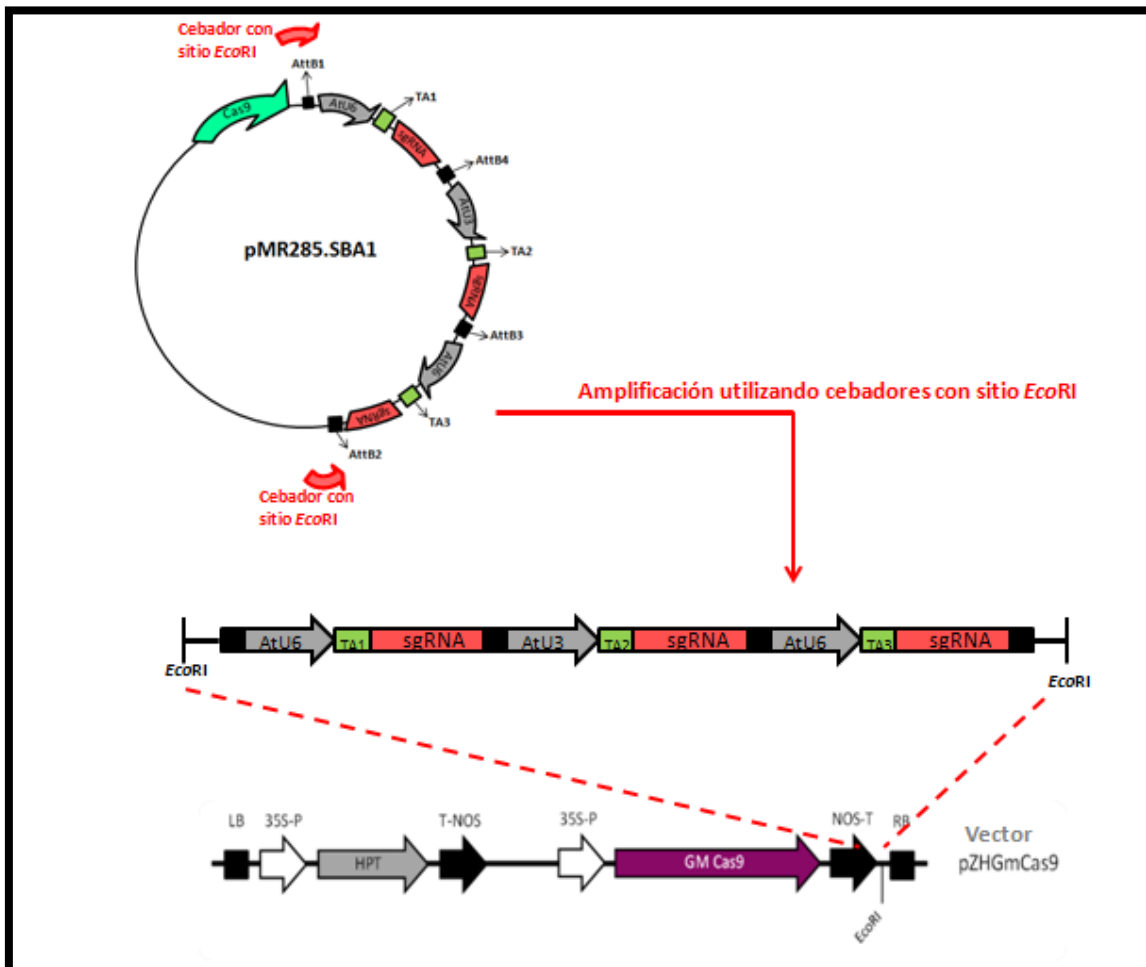 Cebador con
sitio EcoRI
AttB1
Cas9
AtU6
TA1
sgRNA
AttB4
AtU3
pMR285.SBA1
TA2
sgRNA
AttB3
AtU6
TA3
sgRNA
AttB2
Cebador con
sitio EcoRI
Amplificación utilizando cebadores con sitio EcoRI
AtU6 TA1 sgRNA AtU3 TA2 sgRNA AtU6 TA3 sgRNA
EcoRI EcoRI
LB 35S-P T-NOS 35S-P NOS-T RB Vector
HPT GM Cas9 pZHGmCas9
EcoRI